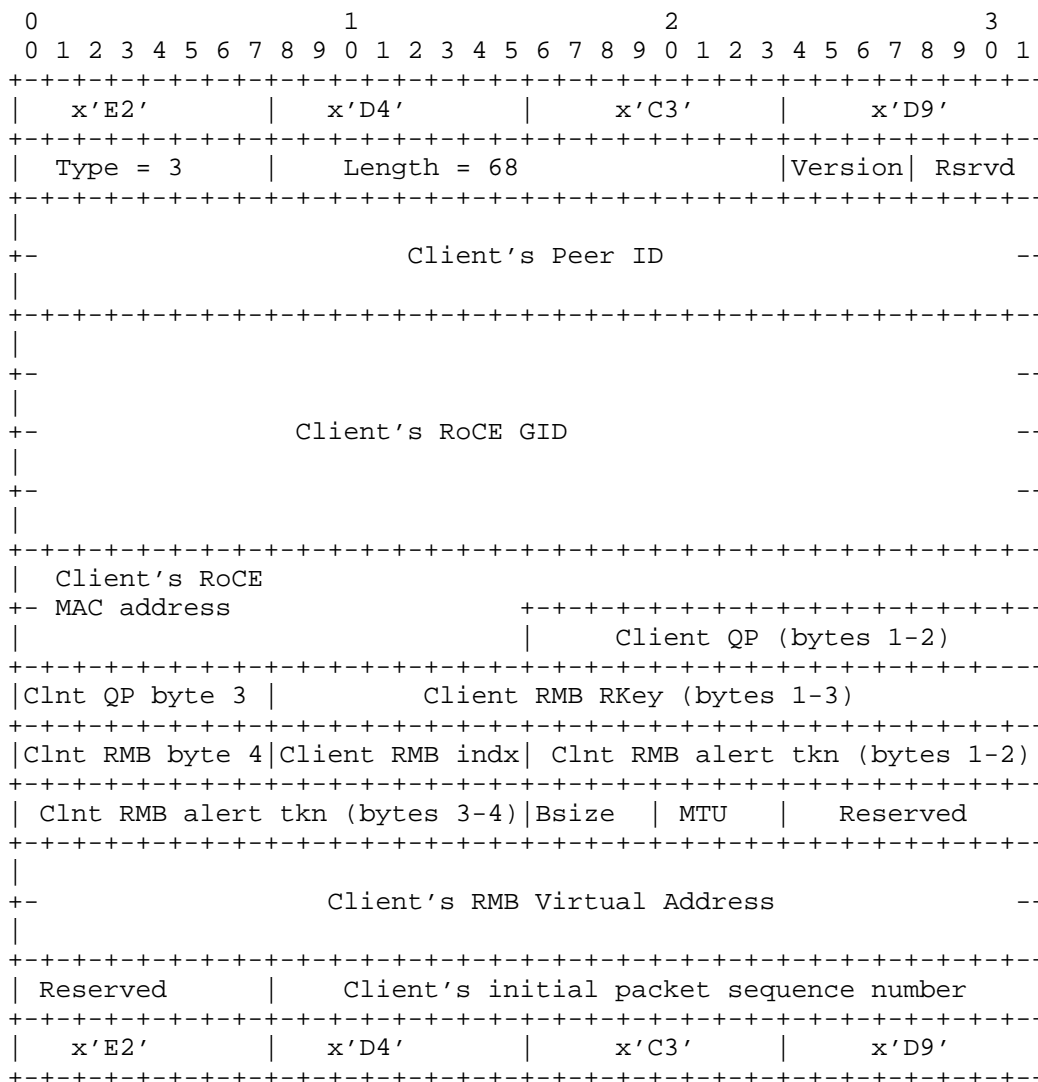 0                   1                   2                   3
0 1 2 3 4 5 6 7 8 9 0 1 2 3 4 5 6 7 8 9 0 1 2 3 4 5 6 7 8 9 0 1
+-+-+-+-+-+-+-+-+-+-+-+-+-+-+-+-+-+-+-+-+-+-+-+-+-+-+-+-+-+-+-+--
|   x'E2'       |   x'D4'       |     x'C3'     |     x'D9'
+-+-+-+-+-+-+-+-+-+-+-+-+-+-+-+-+-+-+-+-+-+-+-+-+-+-+-+-+-+-+-+--
|  Type = 3     |    Length = 68                |Version| Rsrvd
+-+-+-+-+-+-+-+-+-+-+-+-+-+-+-+-+-+-+-+-+-+-+-+-+-+-+-+-+-+-+-+--
|
+-                       Client's Peer ID                      --
|
+-+-+-+-+-+-+-+-+-+-+-+-+-+-+-+-+-+-+-+-+-+-+-+-+-+-+-+-+-+-+-+--
|
+-                                                             --
|
+-                Client's RoCE GID                            --
|
+-                                                             --
|
+-+-+-+-+-+-+-+-+-+-+-+-+-+-+-+-+-+-+-+-+-+-+-+-+-+-+-+-+-+-+-+--
|  Client's RoCE
+- MAC address                  +-+-+-+-+-+-+-+-+-+-+-+-+-+-+-+--
|                               |     Client QP (bytes 1-2)
+-+-+-+-+-+-+-+-+-+-+-+-+-+-+-+-+-+-+-+-+-+-+-+-+-+-+-+-+-+-+----
|Clnt QP byte 3 |         Client RMB RKey (bytes 1-3)
+-+-+-+-+-+-+-+-+-+-+-+-+-+-+-+-+-+-+-+-+-+-+-+-+-+-+-+-+-+-+-+--
|Clnt RMB byte 4|Client RMB indx| Clnt RMB alert tkn (bytes 1-2)
+-+-+-+-+-+-+-+-+-+-+-+-+-+-+-+-+-+-+-+-+-+-+-+-+-+-+-+-+-+-+-+--
| Clnt RMB alert tkn (bytes 3-4)|Bsize  | MTU   |   Reserved
+-+-+-+-+-+-+-+-+-+-+-+-+-+-+-+-+-+-+-+-+-+-+-+-+-+-+-+-+-+-+-+--
|
+-                  Client's RMB Virtual Address               --
|
+-+-+-+-+-+-+-+-+-+-+-+-+-+-+-+-+-+-+-+-+-+-+-+-+-+-+-+-+-+-+-+--
| Reserved      |    Client's initial packet sequence number
+-+-+-+-+-+-+-+-+-+-+-+-+-+-+-+-+-+-+-+-+-+-+-+-+-+-+-+-+-+-+-+--
|   x'E2'       |   x'D4'       |     x'C3'     |     x'D9'
+-+-+-+-+-+-+-+-+-+-+-+-+-+-+-+-+-+-+-+-+-+-+-+-+-+-+-+-+-+-+-+--